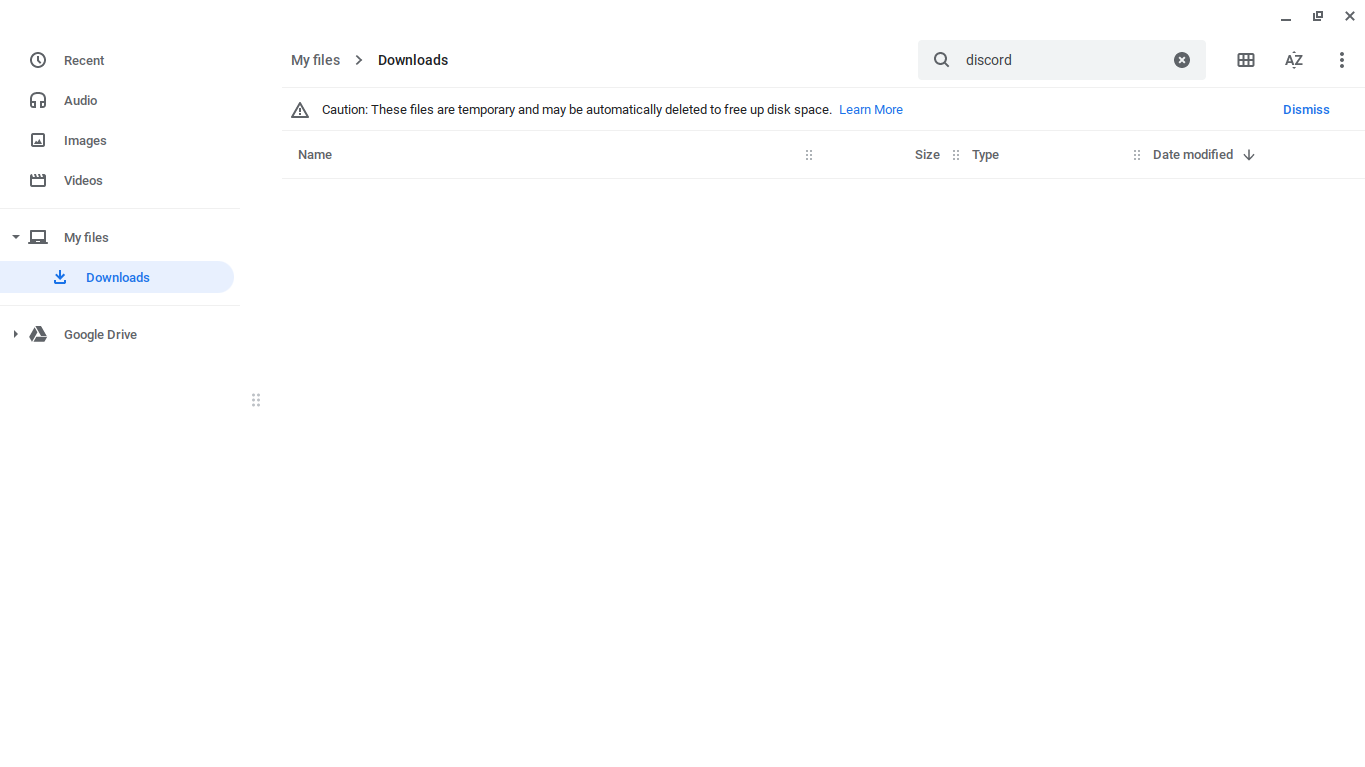 Recent
Audio
Images
Videos
My files
Downloads
Google Drive
My files Downloads
discord
AZ
Caution: These files are temporary and may be automatically deleted to free up disk space. Learn More
Dismiss
Name Size Type Date modified